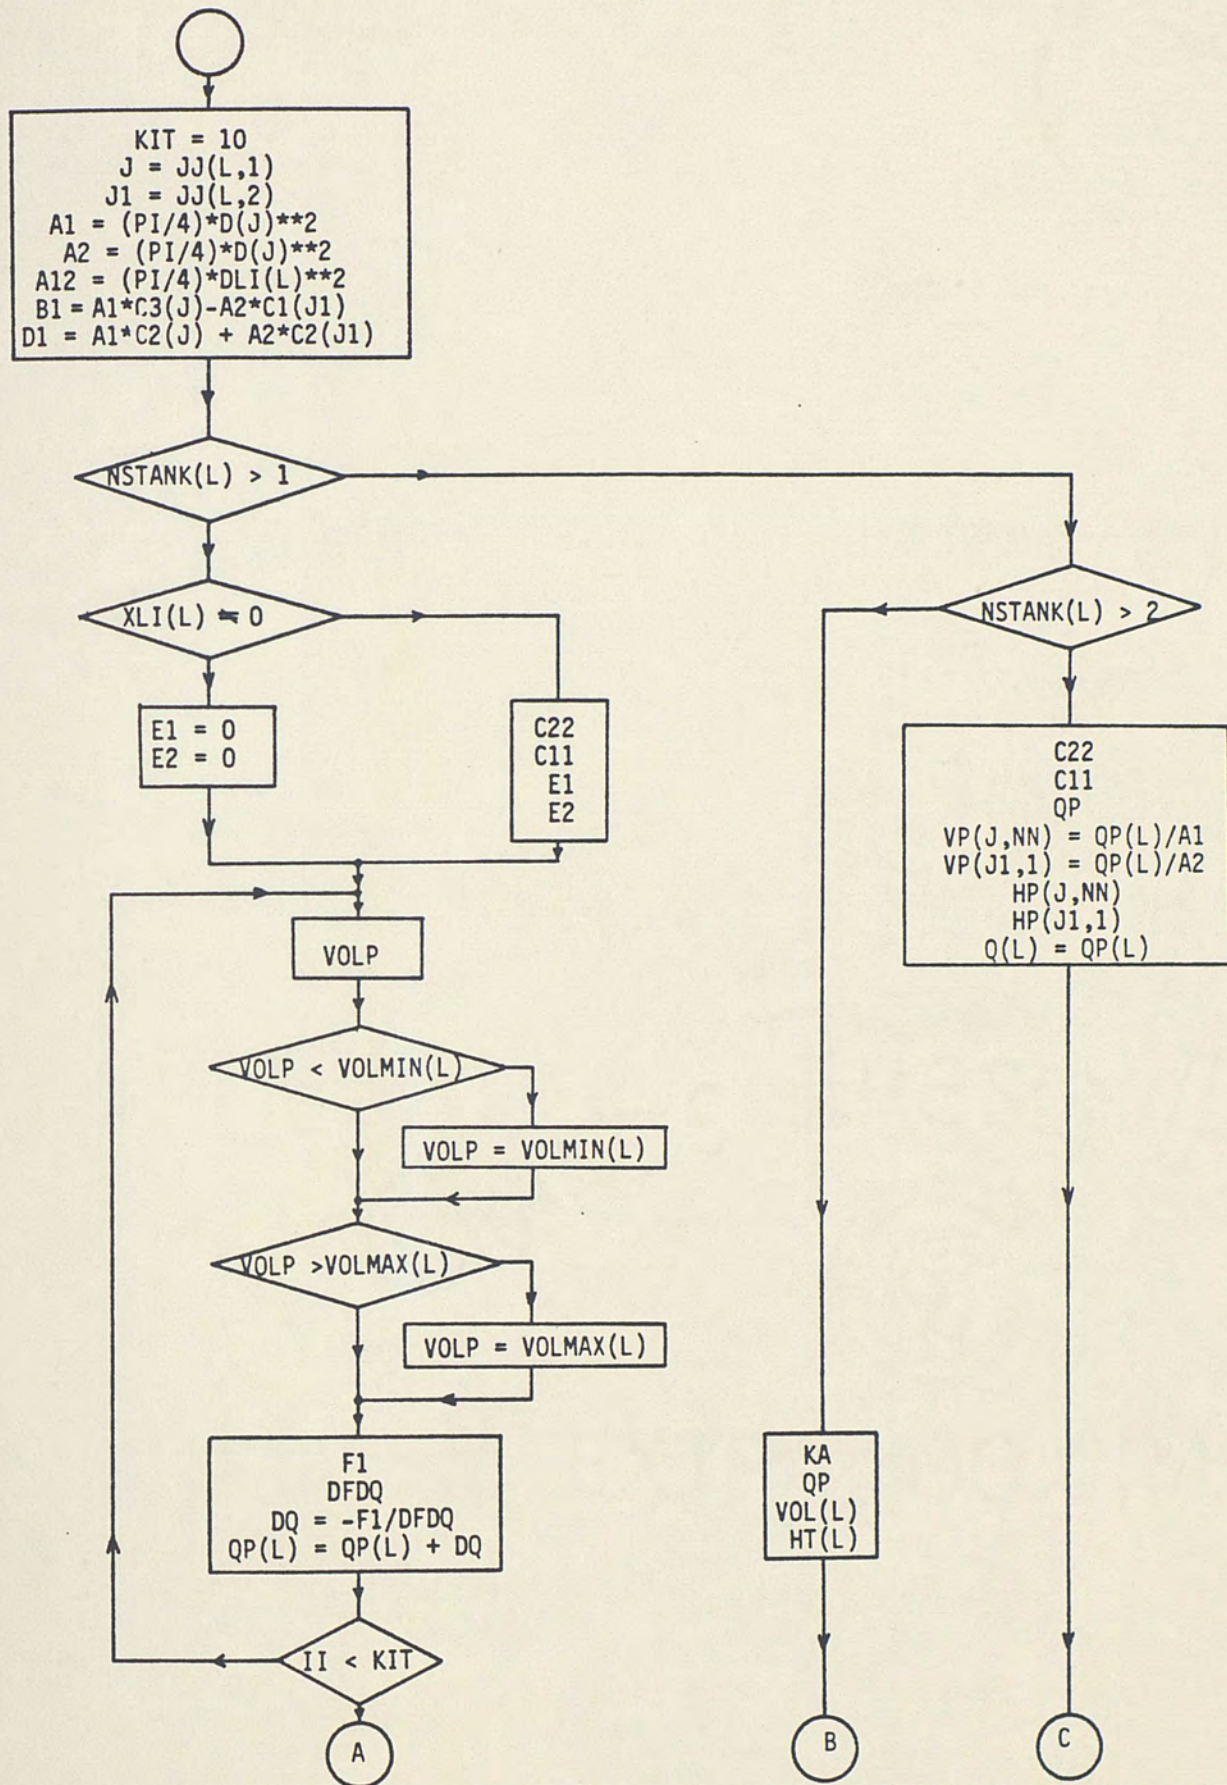 KIT = 10
J = JJ(L,1)
J1 = JJ(L,2)
A1 = (PI/4)*D(J)**2
A2 = (PI/4)*D(J)**2
A12 = (PI/4)*DLI(L)**2
B1 = A1*C3(J)-A2*C1(J1)
D1 = A1*C2(J) + A2*C2(J1)
NSTANK(L) > 1
XLI(L) ≠ 0
NSTANK(L) > 2
E1 = 0
E2 = 0
C22
C11
E1
E2
C22
C11
QP
VP(J,NN) = QP(L)/A1
VP(J1,1) = QP(L)/A2
HP(J,NN)
HP(J1,1)
Q(L) = QP(L)
VOLP
VOLP < VOLMIN(L)
VOLP = VOLMIN(L)
VOLP >VOLMAX(L)
VOLP = VOLMAX(L)
F1
DFDQ
DQ = -F1/DFDQ
QP(L) = QP(L) + DQ
KA
QP
VOL(L)
HT(L)
II < KIT
A
B
C